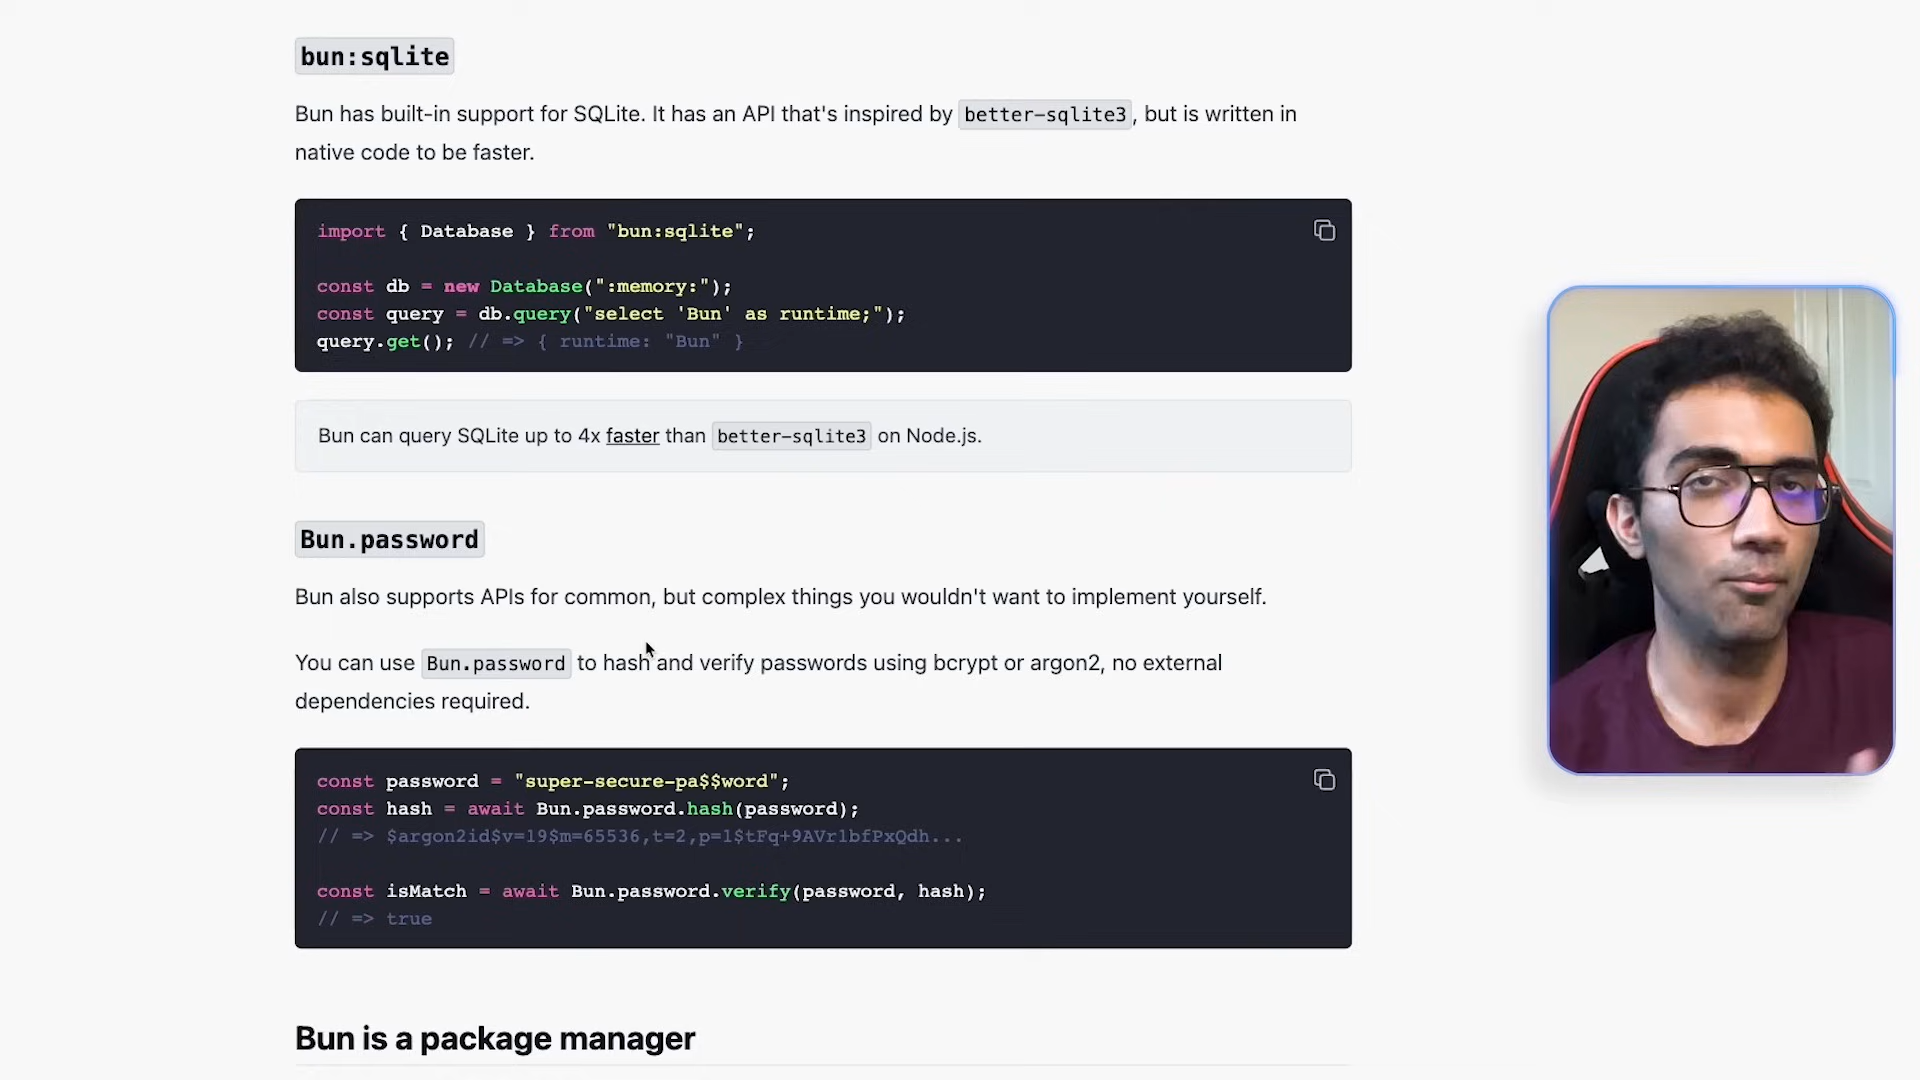 bun:sqlite
Bun has built-in support for SQLite. It has an API that's inspired by better-sqlite3, but is written in
native code to be faster.
import { Database } from "bun:sqlite";
const db = new Database(":memory:");
const query = db.query("select 'Bun' as runtime;");
query.get(); // => { runtime: "Bun" }
Bun can query SQLite up to 4x faster than better-sqlite3 on Node.js.
Bun.password
Bun also supports APIs for common, but complex things you wouldn't want to implement yourself.
You can use Bun.password to hash and verify passwords using bcrypt or argon2, no external
dependencies required.
const password = "super-secure-pa$$word";
const hash = await Bun.password.hash(password);
// => $argon2id$v=19$m=65536,t=2,p=1$tFq+9AVr1bfPxQdh...
const isMatch = await Bun.password.verify(password, hash);
// => true
Bun is a package manager